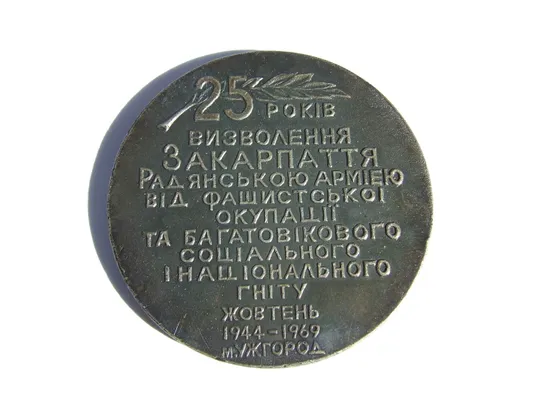 25
РОКІВ
ВИЗВОЛЕННЯ
ЗАКАРПАТТЯ
РАДЯНСЬКОЮ АРМІЄЮ
ВІД ФАШИСТСЬКОЇ
ОКУПАЦІЇ
ТА БАГАТОВІКОВОГО
СОЦІАЛЬНОГО
І НАЦІОНАЛЬНОГО
ГНІТУ
ЖОВТЕНЬ
1944-1969
М.УЖГОРОД